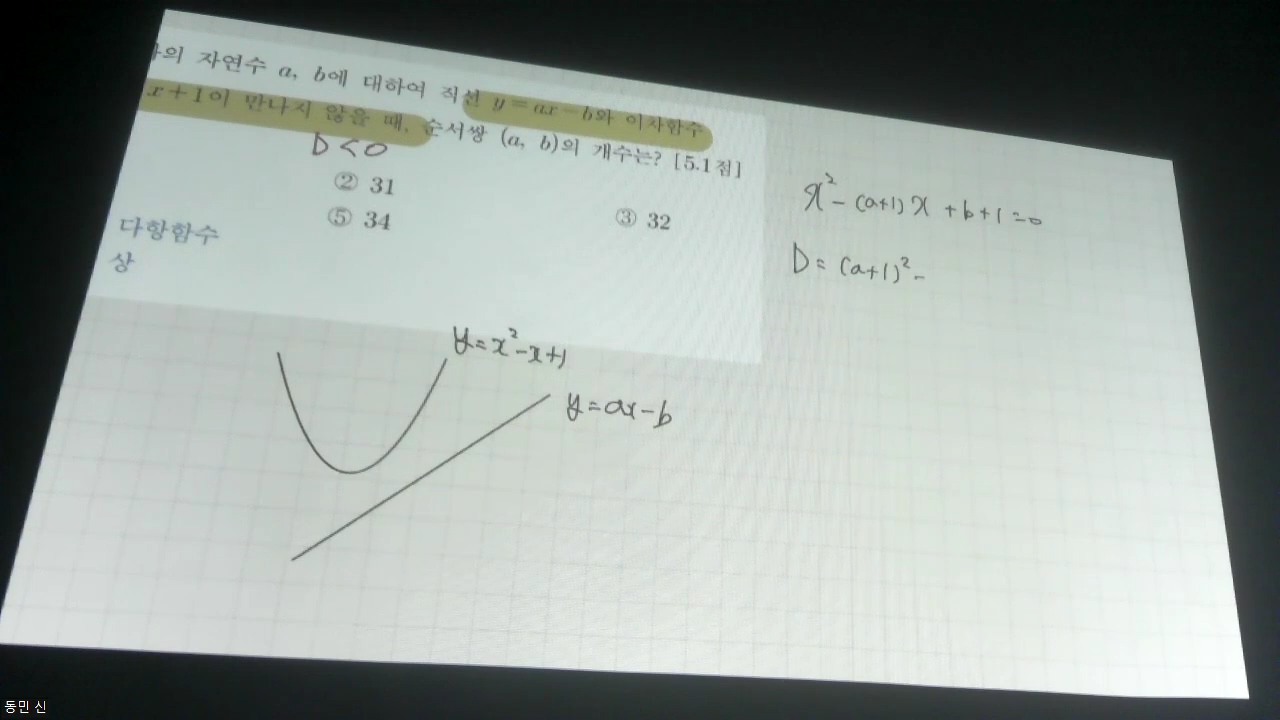 의 자연수 a, b에 대하여 직선 y=ax-b와 이차함수
x+1이 만나지 않을 때, 순서쌍 (a, b)의 개수는? [5.1점]
D<0
② 31
⑤ 34
③ 32
다항함수
상
x²-(a+1)x+b+1=0
D=(a+1)²-
y=x²-x+1
y=ax-b
동민 신